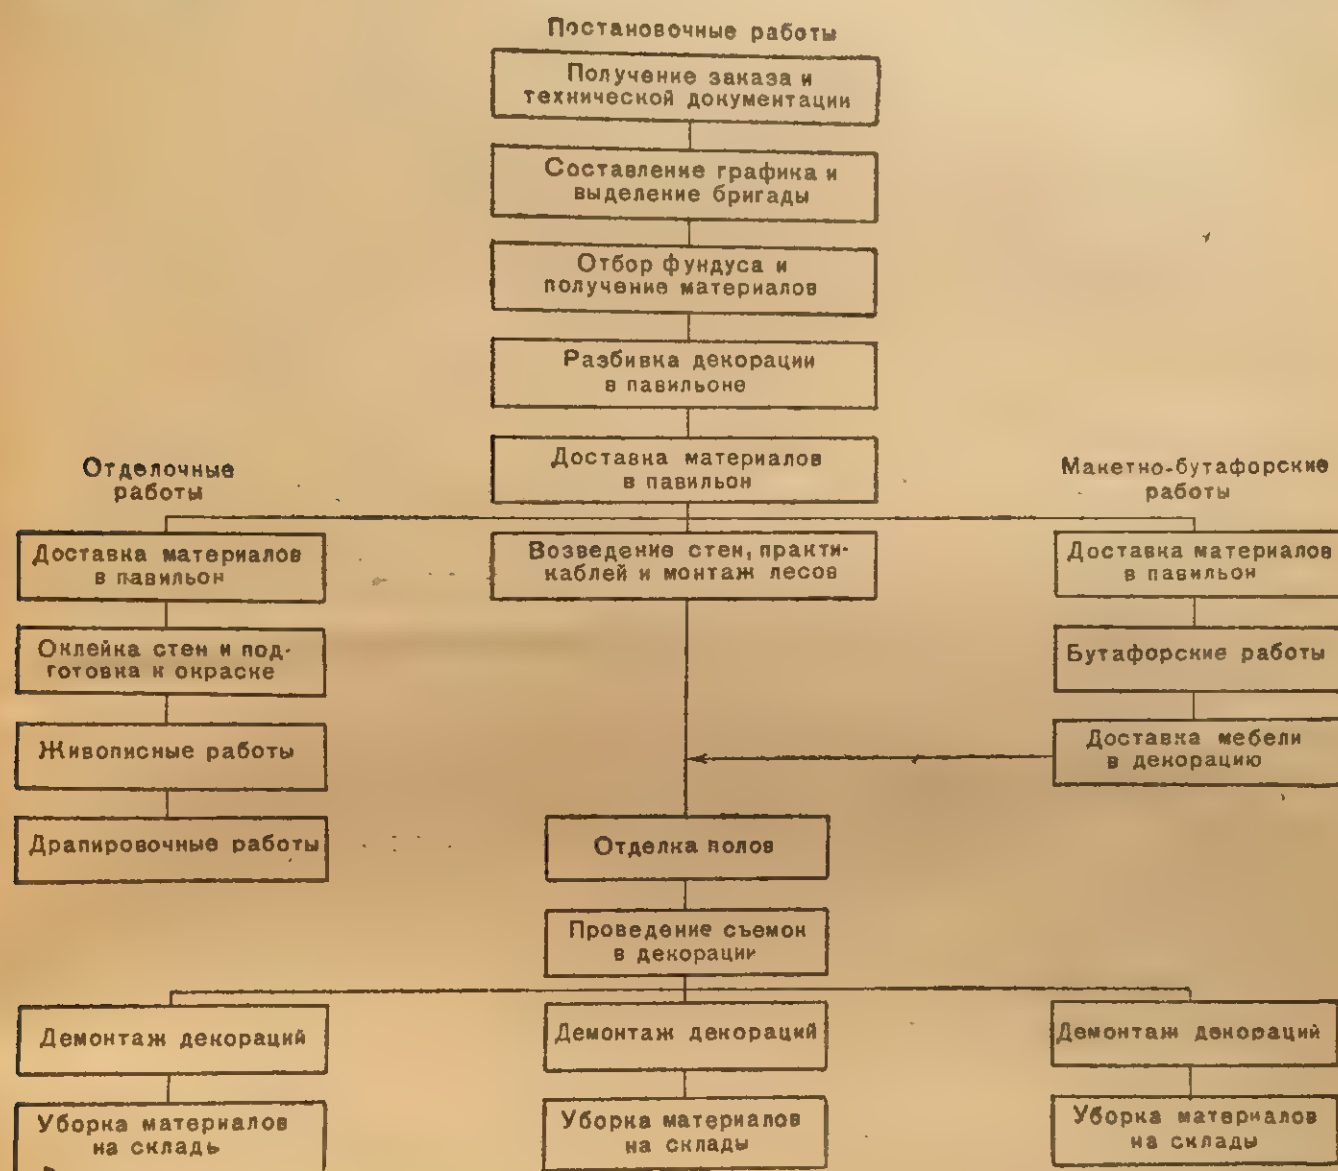 Постановочные работы
Получение заказа и
технической документации
Составление графика и
выделение бригады
Отбор фундуса и
получение материалов
Разбивка декорации
в павильоне
Доставка материалов
в павильон
Отделочные
работы
Доставка материалов
в павильон
Оклейка стен и под-
готовка к окраске
Живописные работы
Драпировочные работы
Возведение стен, практи-
каблей и монтаж лесов
Макетно-бутафорские
работы
Доставка материалов
в павильон
Бутафорские работы
Доставка мебели
в декорацию
Отделка полов
Проведение съемок
в декорации
Демонтаж декораций
Уборка материалов
на склады
Демонтаж декораций
Уборка материалов
на склады
Демонтаж декораций
Уборка материалов
на склады